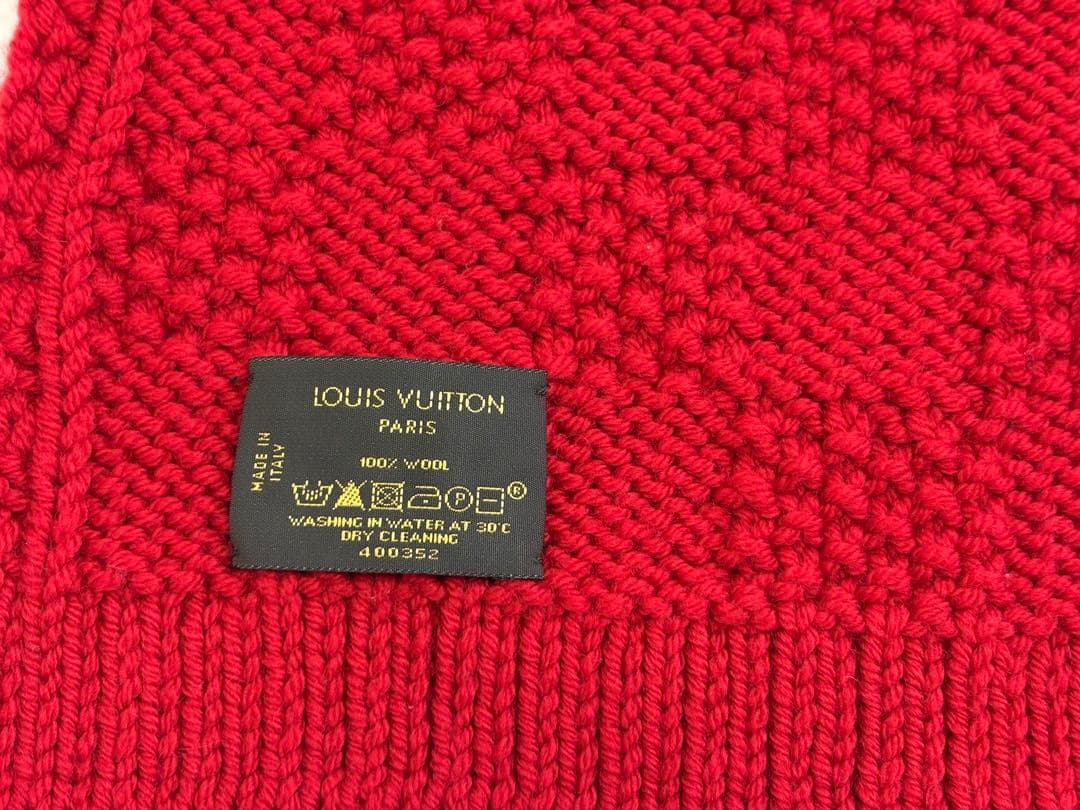 LOUIS VUITTON
PARIS
MADE IN
ITALY
100% WOOL
P ®
WASHING IN WATER AT 30°C
DRY CLEANING
400352